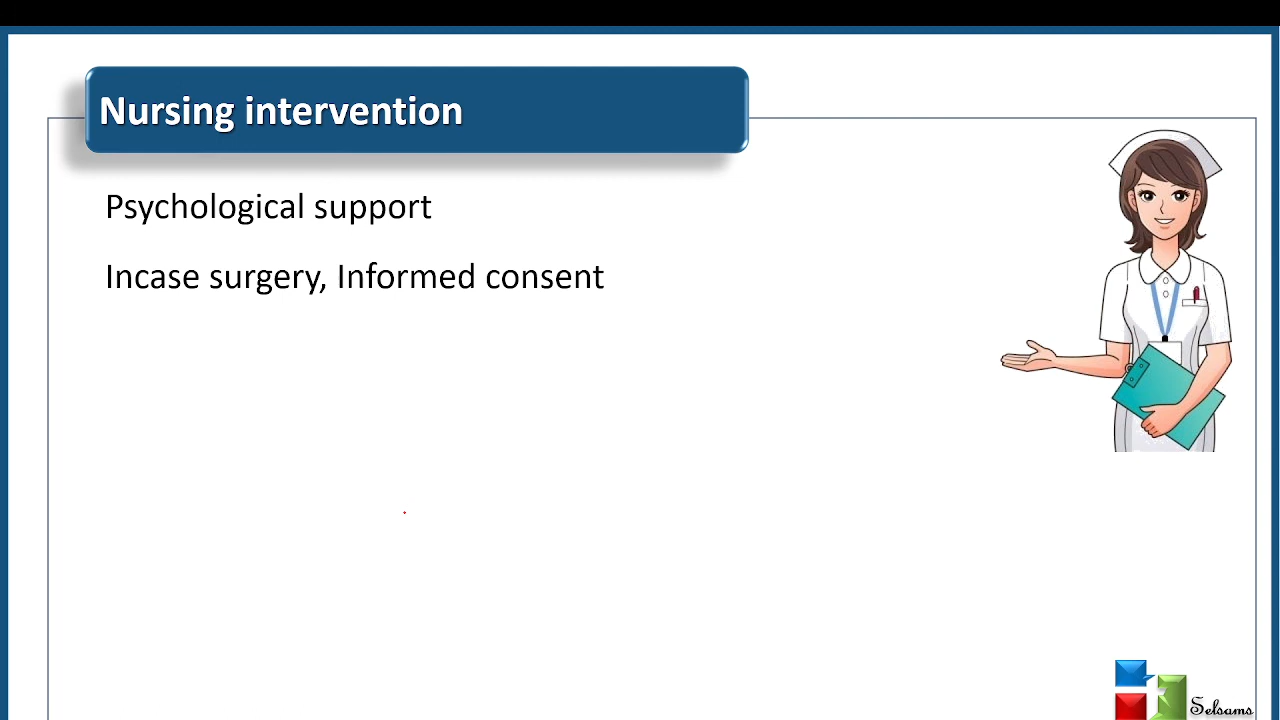 Nursing intervention
Psychological support
Incase surgery, Informed consent
Selsams